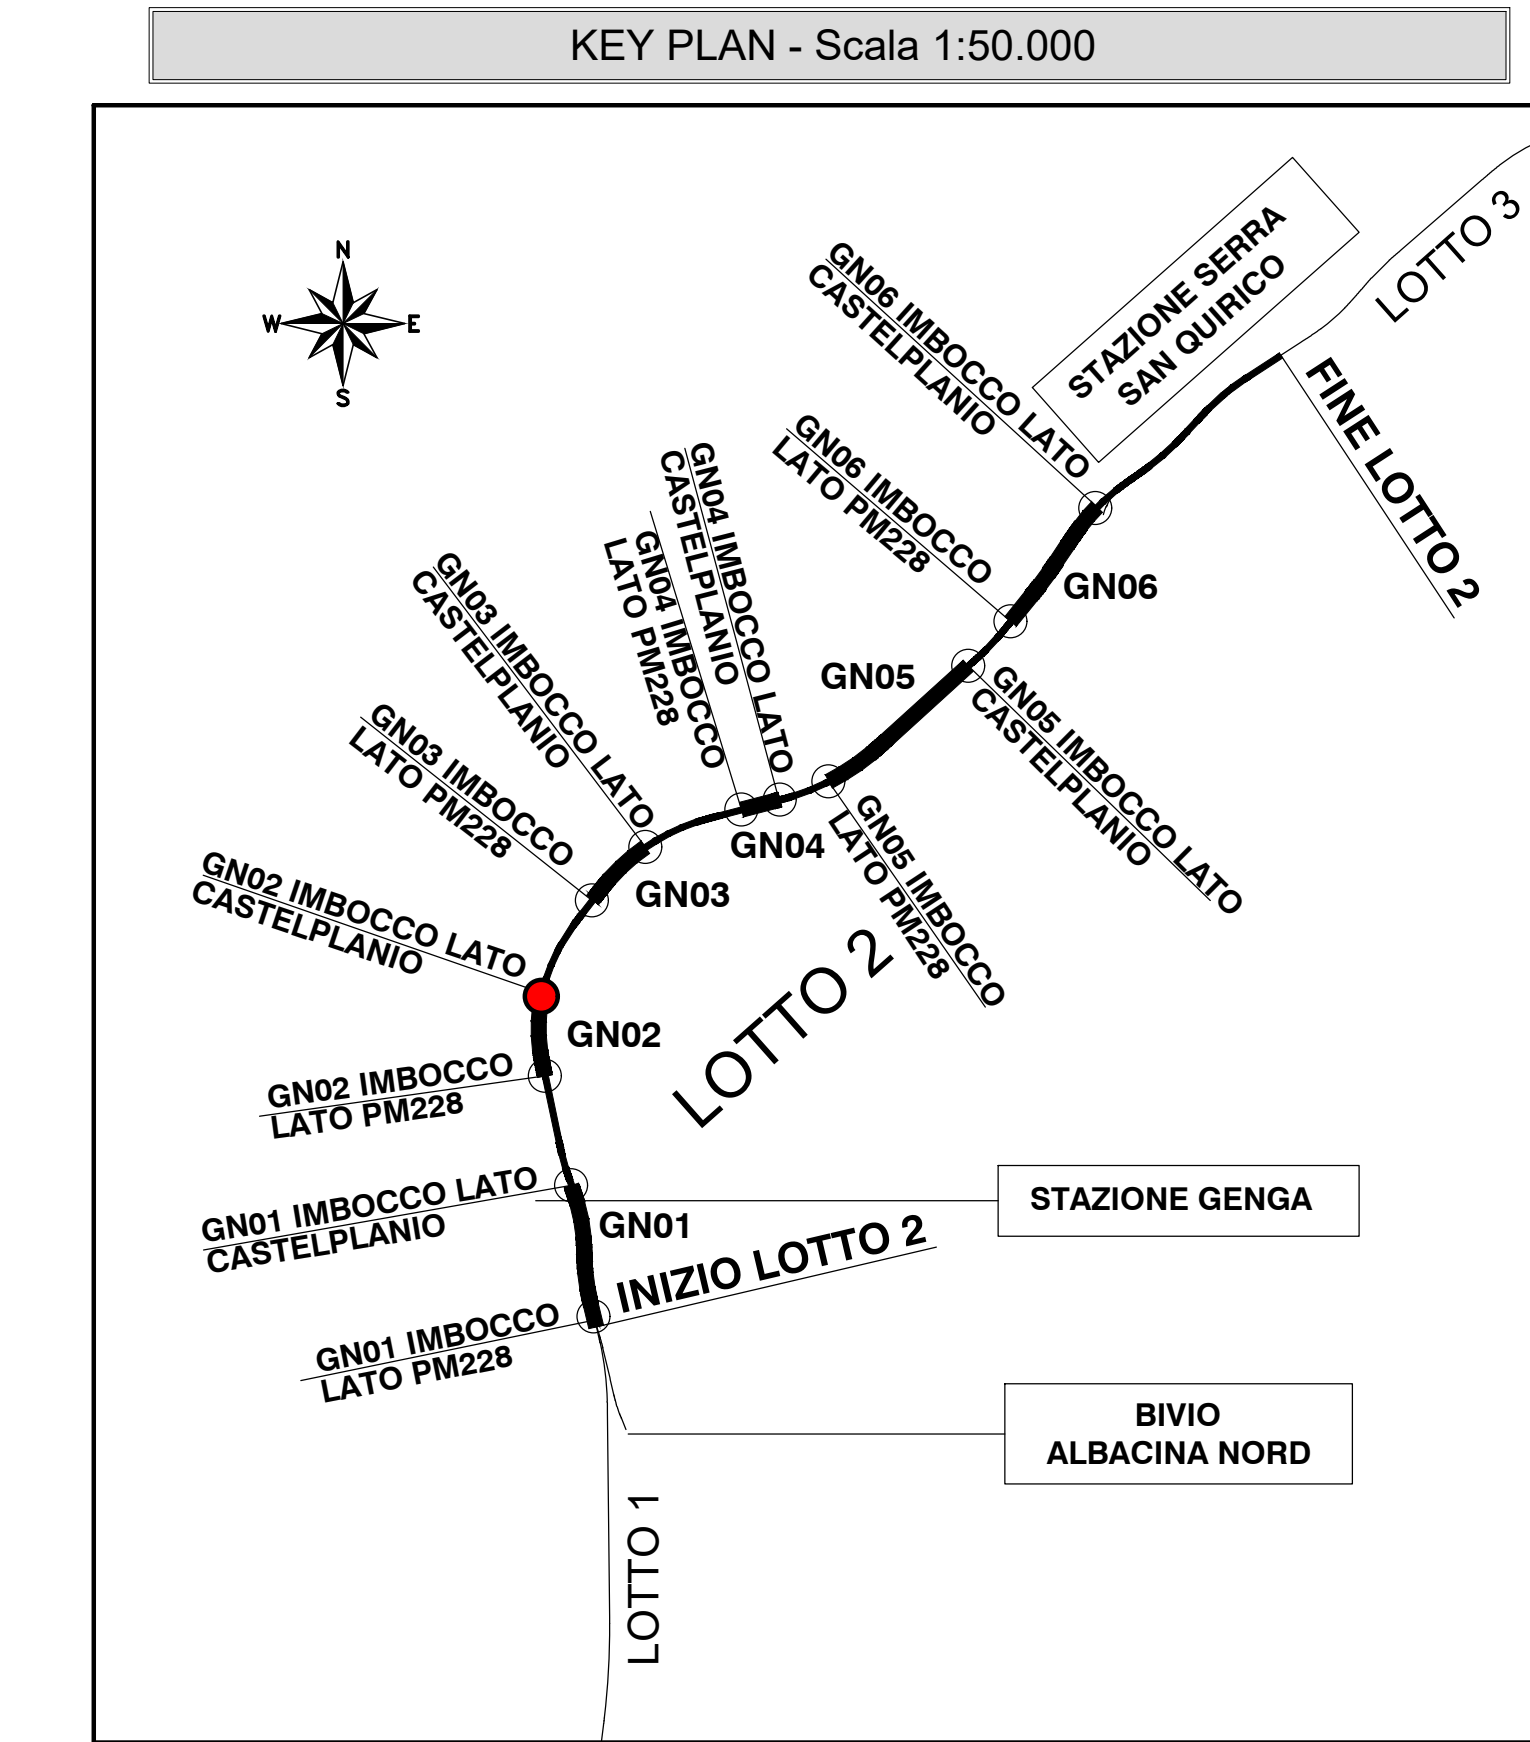 KEY PLAN - Scala 1:50.000
N
W
E
S
LOTTO 3
STAZIONE SERRA
SAN QUIRICO
GN06 IMBOCCO LATO
CASTELPLANIO
FINE LOTTO 2
GN06 IMBOCCO
LATO PM228
GN06
GN04 IMBOCCO LATO
CASTELPLANIO
GN04 IMBOCCO
LATO PM228
GN03 IMBOCCO LATO
CASTELPLANIO
GN05
GN05 IMBOCCO LATO
CASTELPLANIO
GN03 IMBOCCO
LATO PM228
GN04
GN05 IMBOCCO
LATO PM228
GN03
GN02 IMBOCCO LATO
CASTELPLANIO
LOTTO 2
GN02
GN02 IMBOCCO
LATO PM228
GN01 IMBOCCO LATO
CASTELPLANIO
STAZIONE GENGA
GN01
INIZIO LOTTO 2
GN01 IMBOCCO
LATO PM228
BIVIO
ALBACINA NORD
LOTTO 1